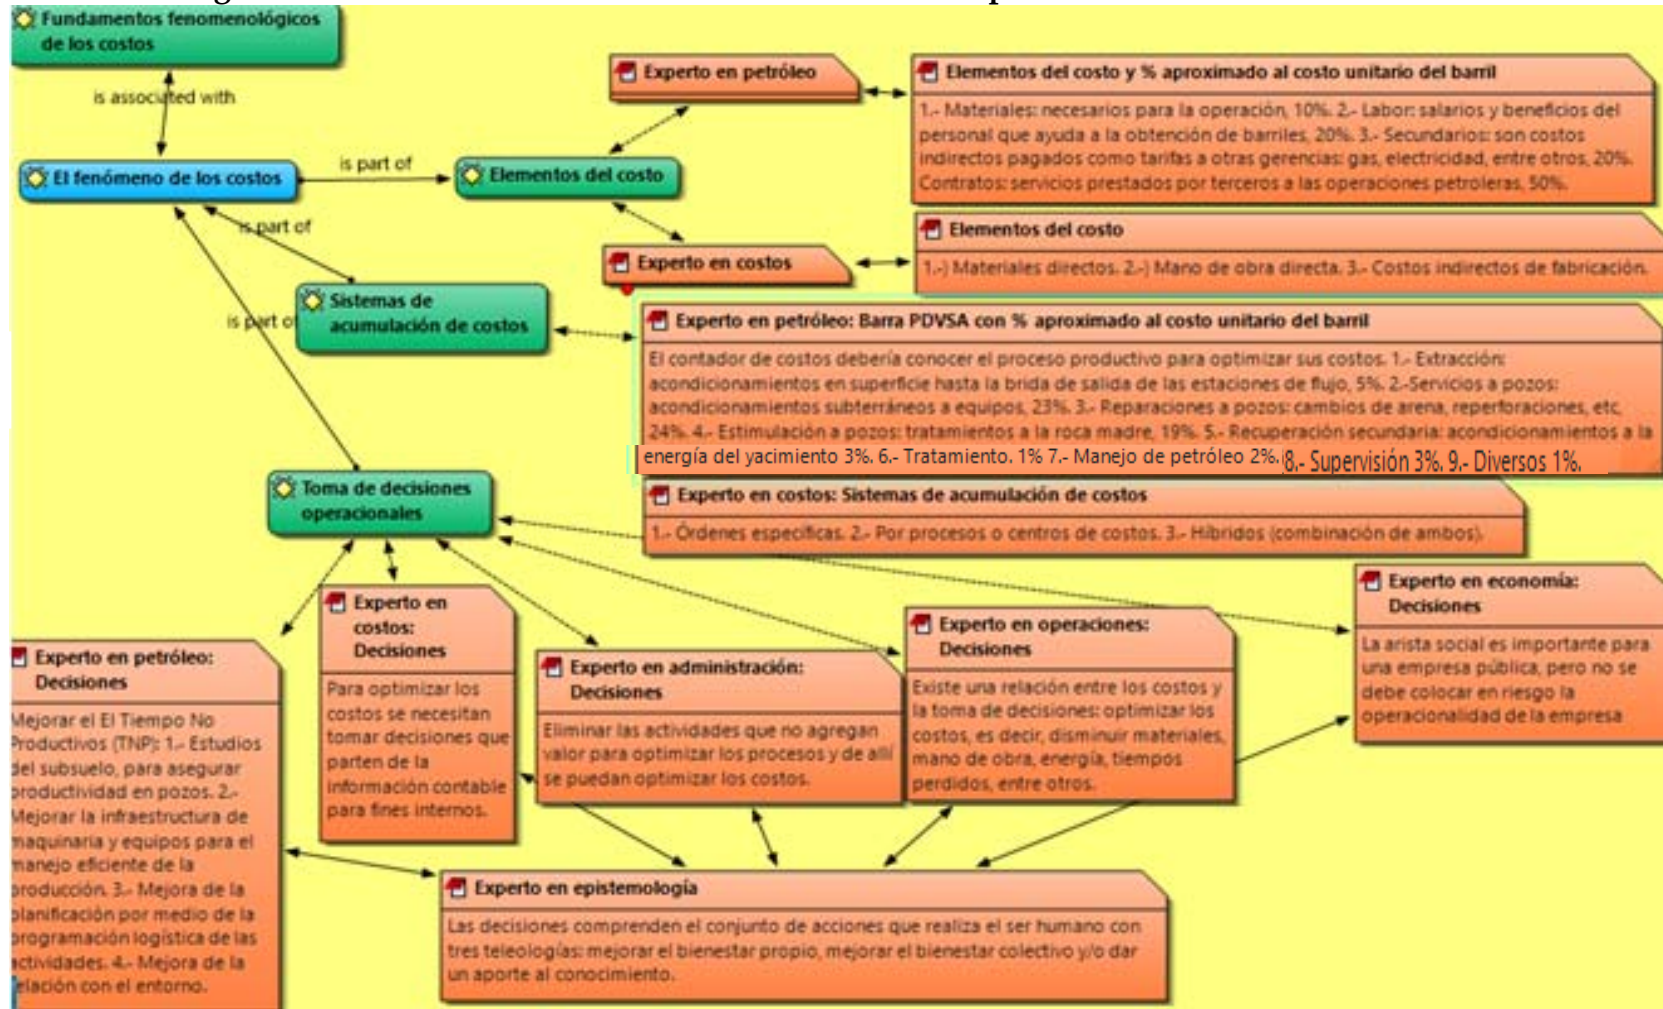 Fundamentos fenomenológicos
de los costos
is associated with
El fenómeno de los costos
is part of
Elementos del costo
Experto en petróleo
Elementos del costo y % aproximado al costo unitario del barril
1.- Materiales: necesarios para la operación, 10%. 2.- Labor: salarios y beneficios del
personal que ayuda a la obtención de barriles, 20%. 3.- Secundarios: son costos
indirectos pagados como tarifas a otras gerencias: gas, electricidad, entre otros, 20%.
Contratos: servicios prestados por terceros a las operaciones petroleras, 50%.
Experto en costos
Elementos del costo
1.-) Materiales directos. 2.-) Mano de obra directa. 3.- Costos indirectos de fabricación.
is part of
Sistemas de
acumulación de costos
is part of
Experto en petróleo: Barra PDVSA con % aproximado al costo unitario del barril
El contador de costos debería conocer el proceso productivo para optimizar sus costos. 1.- Extracción:
acondicionamientos en superficie hasta la brida de salida de las estaciones de flujo, 5%. 2.-Servicios a pozos:
acondicionamientos subterráneos a equipos, 23%. 3.- Reparaciones a pozos: cambios de arena, reperforaciones, etc,
24%. 4.- Estimulación a pozos: tratamientos a la roca madre, 19%. 5.- Recuperación secundaria: acondicionamientos a la
energía del yacimiento 3%. 6.- Tratamiento. 1% 7.- Manejo de petróleo 2%. 8.- Supervisión 3%. 9.- Diversos 1%.
Experto en costos: Sistemas de acumulación de costos
1.- Órdenes específicas. 2.- Por procesos o centros de costos. 3.- Híbridos (combinación de ambos).
Toma de decisiones
operacionales
Experto en petróleo:
Decisiones
Mejorar el El Tiempo No
Productivos (TNP): 1.- Estudios
del subsuelo, para asegurar
productividad en pozos. 2.-
Mejorar la infraestructura de
maquinaria y equipos para el
manejo eficiente de la
producción. 3.- Mejora de la
planificación por medio de la
programación logística de las
actividades. 4.- Mejora de la
relación con el entorno.
Experto en
costos:
Decisiones
Para optimizar los
costos se necesitan
tomar decisiones que
parten de la
información contable
para fines internos.
Experto en administración:
Decisiones
Eliminar las actividades que no agregan
valor para optimizar los procesos y de allí
se puedan optimizar los costos.
Experto en operaciones:
Decisiones
Existe una relación entre los costos y
la toma de decisiones: optimizar los
costos, es decir, disminuir materiales,
mano de obra, energía, tiempos
perdidos, entre otros.
Experto en economía:
Decisiones
La arista social es importante para
una empresa pública, pero no se
debe colocar en riesgo la
operacionalidad de la empresa
Experto en epistemología
Las decisiones comprenden el conjunto de acciones que realiza el ser humano con
tres teleologías: mejorar el bienestar propio, mejorar el bienestar colectivo y/o dar
un aporte al conocimiento.